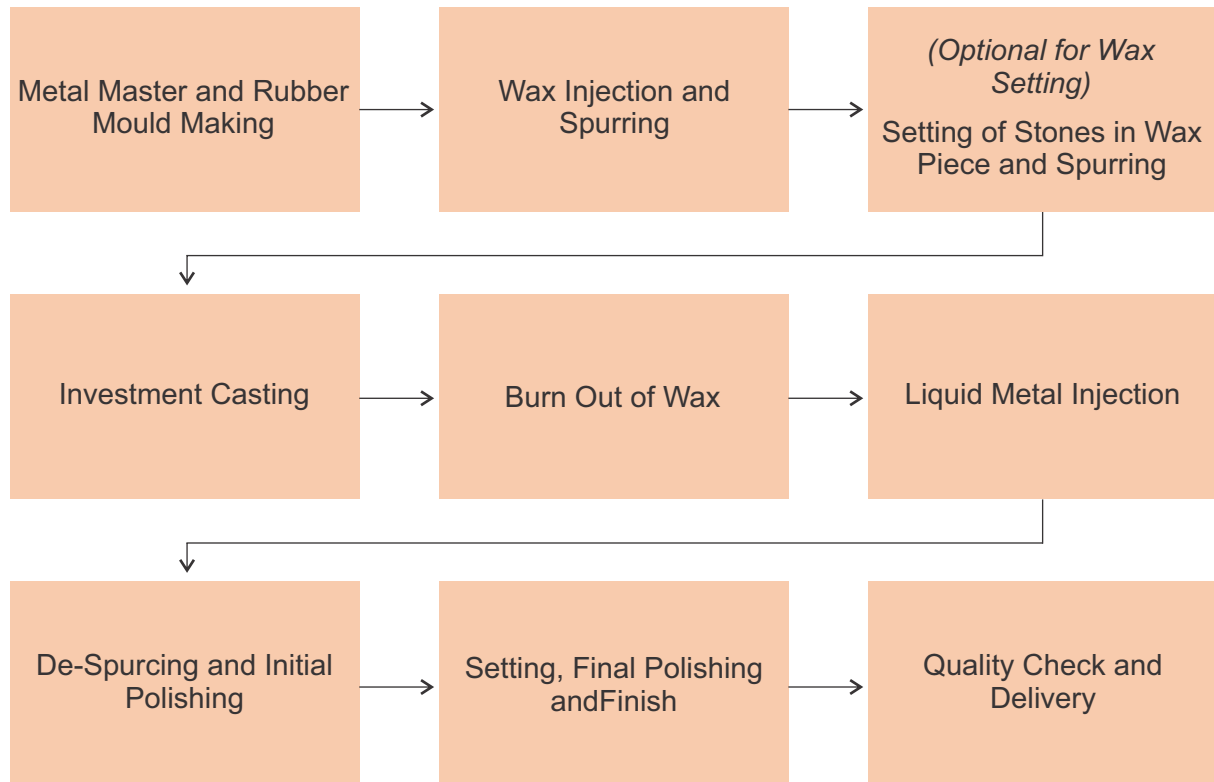 Metal Master and Rubber
Mould Making
Wax Injection and
Spurring
(Optional for Wax
Setting)
Setting of Stones in Wax
Piece and Spurring
Investment Casting
Burn Out of Wax
Liquid Metal Injection
De-Spurcing and Initial
Polishing
Setting, Final Polishing
andFinish
Quality Check and
Delivery